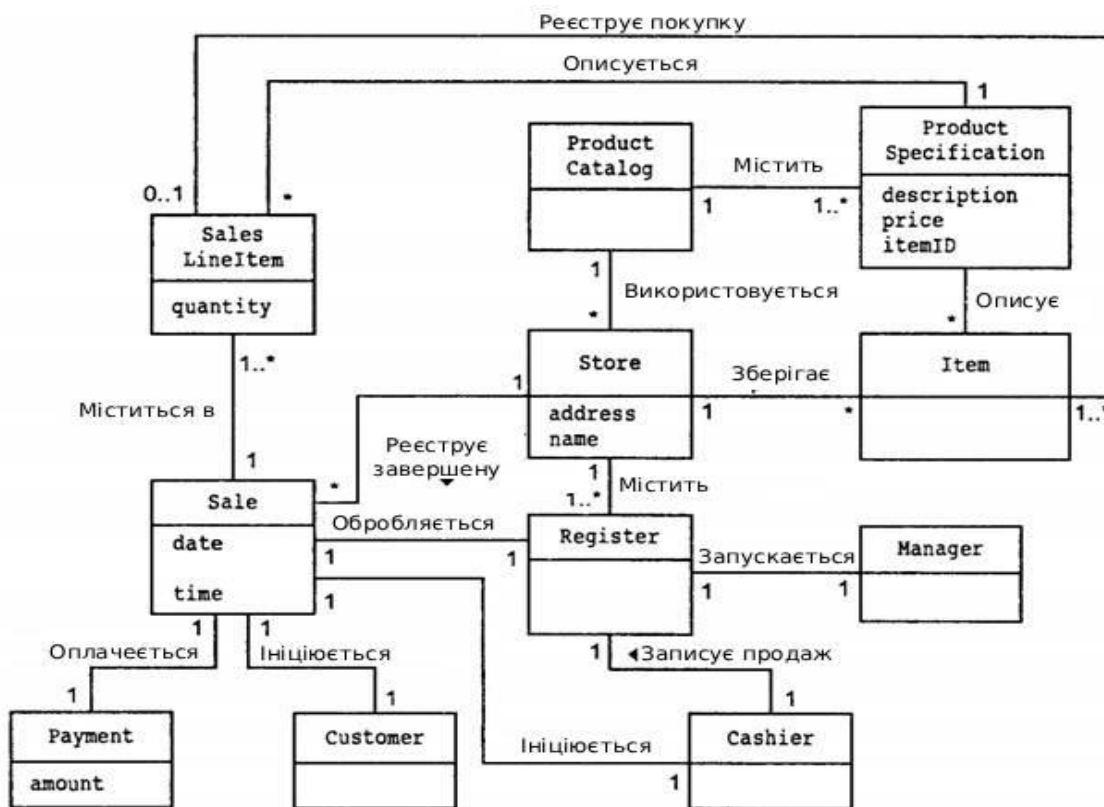 Реєструє покупку
Описується
1
Product
Specification
description
price
itemID
Product
Catalog
Містить
1
1..*
0..1
*
Sales
LineItem
quantity
1
Використовується
*
Описує
*
1..*
Store
address
name
1
Зберігає
1
*
Item
1..*
Міститься в
1
Реєструє
завершену
*
1
Містить
1..*
Sale
date
time
Обробляється
1
1
Register
Запускається
1
1
Manager
1
1
1
Оплачеється
Ініціюється
1
Записує продаж
1
1
1
Payment
amount
Customer
Ініціюється
1
Cashier